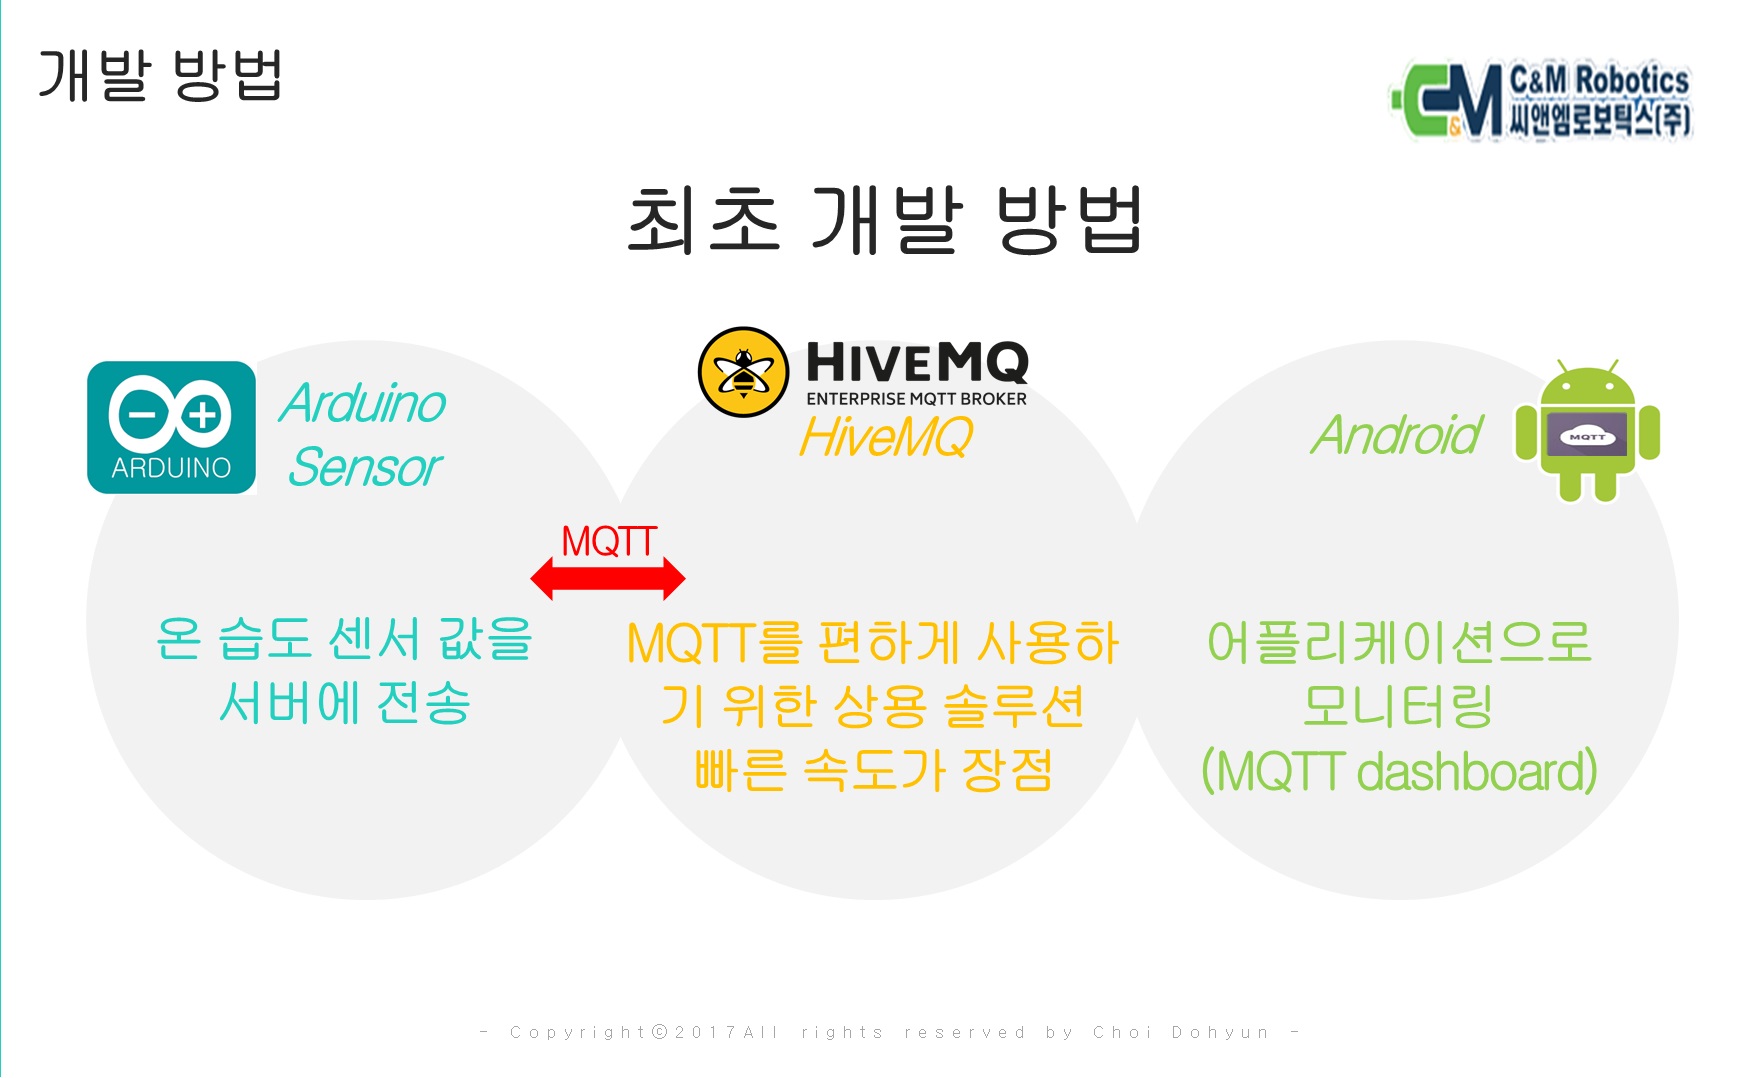 개발 방법
C&M Robotics
씨앤엠로보틱스(주)
C&M
최초 개발 방법
ARDUINO
Arduino
Sensor
HIVEMQ
ENTERPRISE MQTT BROKER
HiveMQ
Android
MQTT
MQTT
온 습도 센서 값을
서버에 전송
MQTT를 편하게 사용하
기 위한 상용 솔루션
빠른 속도가 장점
어플리케이션으로
모니터링
(MQTT dashboard)
- Copyrightⓒ2017All rights reserved by Choi Dohyun -